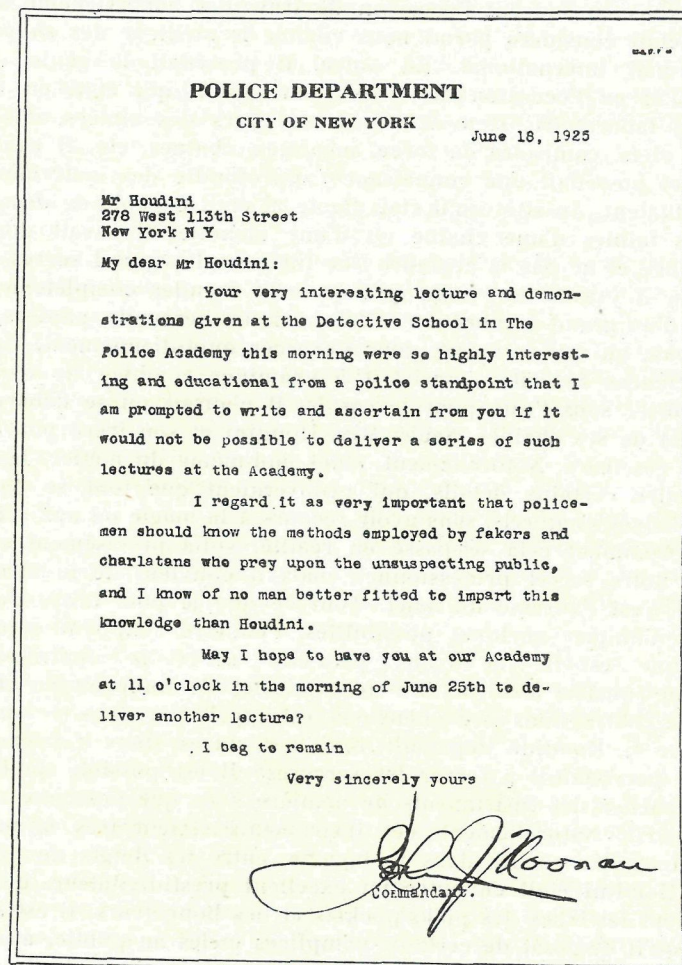 POLICE DEPARTMENT
CITY OF NEW YORK
June 18, 1925
Mr Houdini
278 West 113th Street
New York N Y
My dear Mr Houdini:
Your very interesting lecture and demon-
strations given at the Detective School in The
Police Academy this morning were so highly interest-
ing and educational from a police standpoint that I
am prompted to write and ascertain from you if it
would not be possible to deliver a series of such
lectures at the Academy.
I regard it as very important that police-
men should know the methods employed by fakers and
charlatans who prey upon the unsuspecting public,
and I know of no man better fitted to impart this
knowledge than Houdini.
May I hope to have you at our Academy
at 11 o'clock in the morning of June 25th to de-
liver another lecture?
I beg to remain
Very sincerely yours
John J Noonan
Commandant.